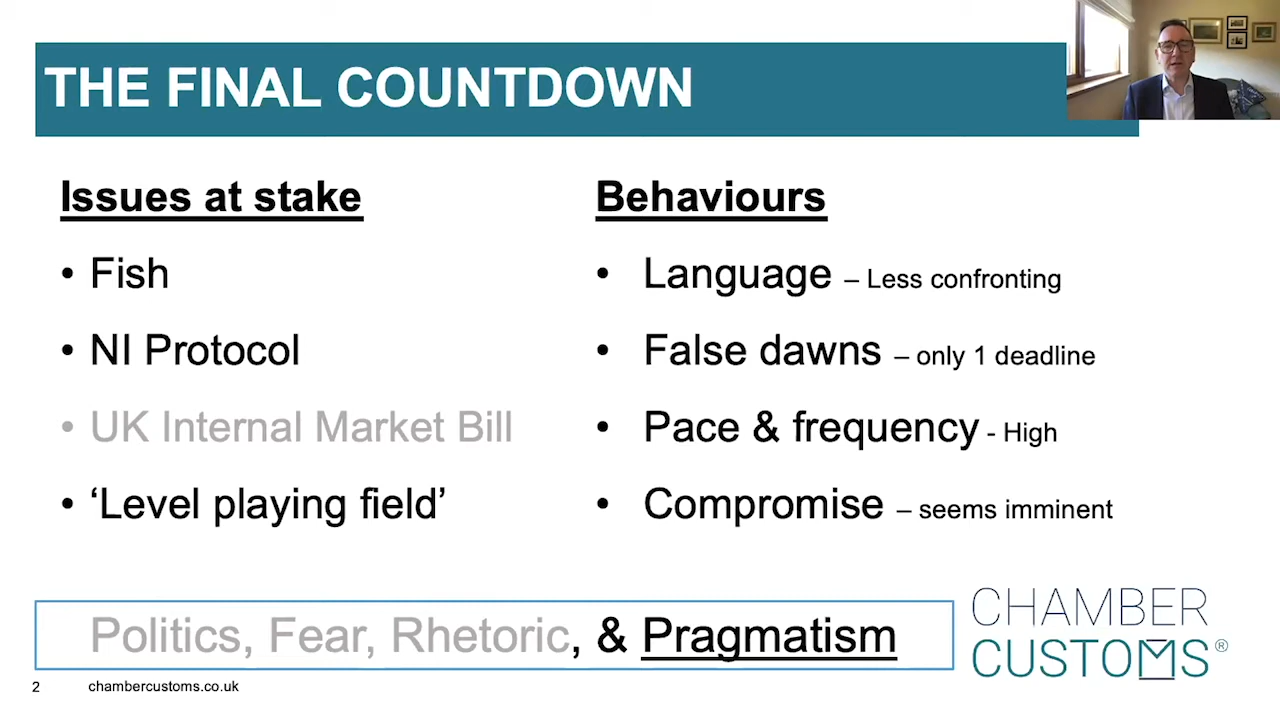 THE FINAL COUNTDOWN
Issues at stake
• Fish
• NI Protocol
• UK Internal Market Bill
• ‘Level playing field’
Behaviours
• Language – Less confronting
• False dawns – only 1 deadline
• Pace & frequency - High
• Compromise – seems imminent
Politics, Fear, Rhetoric, & Pragmatism
CHAMBER
CUSTOMS®
2 chambercustoms.co.uk